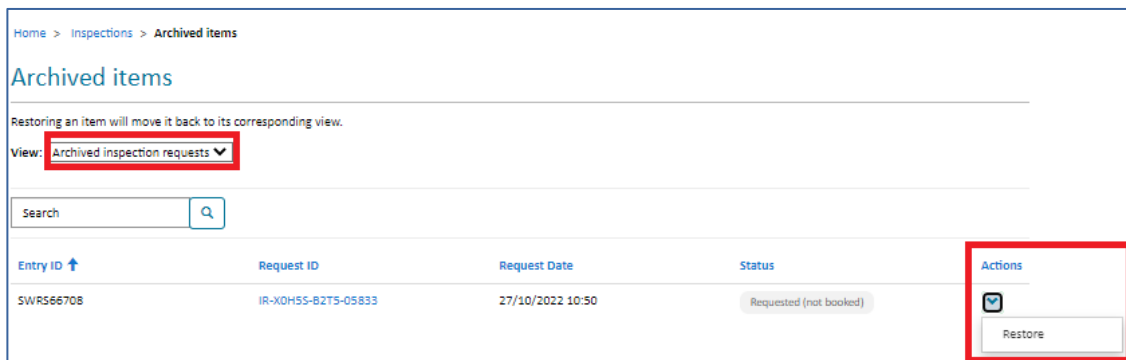 Home > Inspections > Archived items
Archived items
Restoring an item will move it back to its corresponding view.
View: Archived inspection requests
Search
Entry ID Request ID Request Date Status Actions
SWRS66708 IR-X0H5S-B2T5-05833 27/10/2022 10:50 Requested (not booked)
Restore